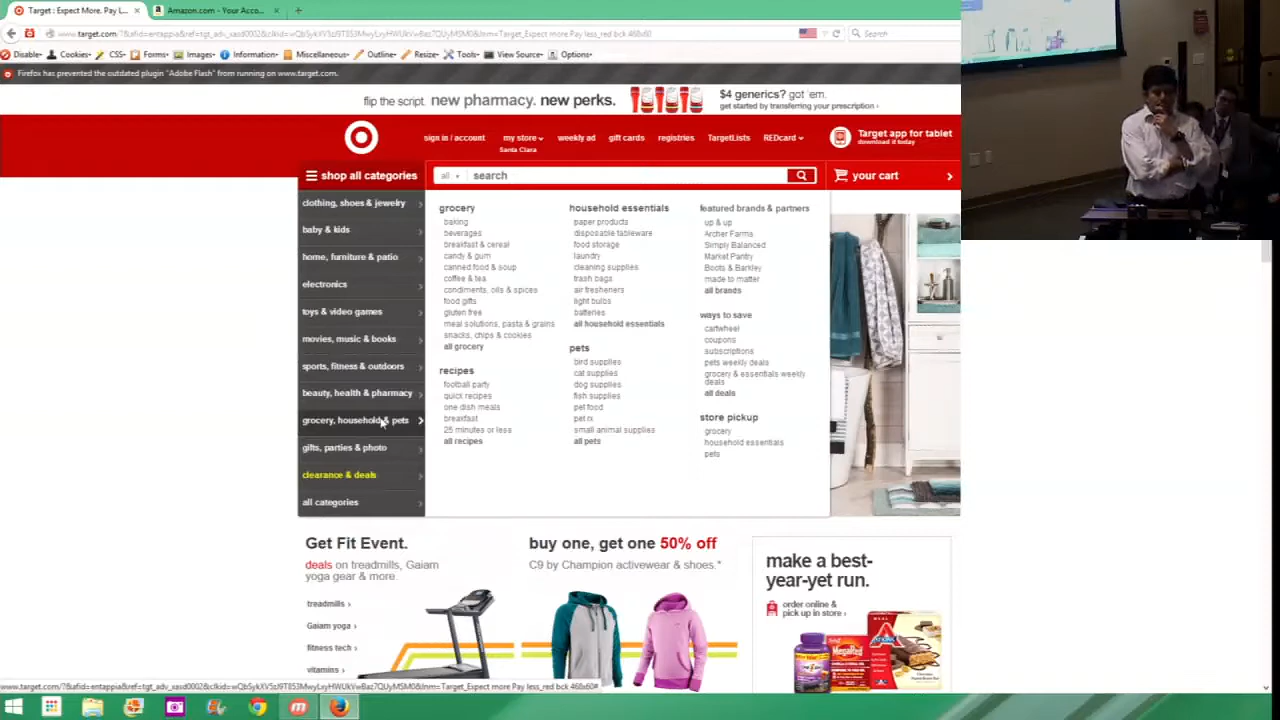 Target : Expect More. Pay L...
Amazon.com - Your Acco...
www.target.com
Search
Disable
Cookies
CSS
Forms
Images
Information
Miscellaneous
Outline
Resize
Tools
View Source
Options
Firefox has prevented the outdated plugin "Adobe Flash" from running on www.target.com.
flip the script. new pharmacy. new perks.
$4 generics? got 'em.
get started by transferring your prescription ›
sign in / account
my store
Santa Clara
weekly ad
gift cards
registries
TargetLists
REDcard
Target app for tablet
download it today
shop all categories
all
search
your cart
clothing, shoes & jewelry
baby & kids
home, furniture & patio
electronics
toys & video games
movies, music & books
sports, fitness & outdoors
beauty, health & pharmacy
grocery, household & pets
gifts, parties & photo
clearance & deals
all categories
grocery
baking
beverages
breakfast & cereal
candy & gum
canned food & soup
coffee & tea
condiments, oils & spices
food gifts
gluten free
meal solutions, pasta & grains
snacks, chips & cookies
all grocery
recipes
football party
quick recipes
one dish meals
breakfast
25 minutes or less
all recipes
household essentials
paper products
disposable tableware
food storage
laundry
cleaning supplies
trash bags
air fresheners
light bulbs
batteries
all household essentials
pets
bird supplies
cat supplies
dog supplies
fish supplies
pet food
pet rx
small animal supplies
all pets
featured brands & partners
up & up
Archer Farms
Simply Balanced
Market Pantry
Boots & Barkley
made to matter
all brands
ways to save
cartwheel
coupons
subscriptions
pets weekly deals
grocery & essentials weekly
deals
all deals
store pickup
grocery
household essentials
pets
Get Fit Event.
deals on treadmills, Gaiam
yoga gear & more.
treadmills ›
Gaiam yoga ›
fitness tech ›
vitamins ›
buy one, get one 50% off
C9 by Champion activewear & shoes.*
make a best-
year-yet run.
order online &
pick up in store ›
MegaRed
ATKINS